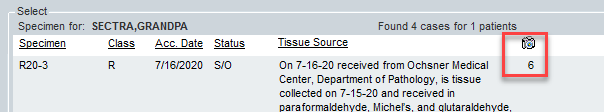 Select
Specimen for: SECTRA,GRANDPA Found 4 cases for 1 patients
Specimen Class Acc. Date Status Tissue Source
R20-3 R 7/16/2020 S/O On 7-16-20 received from Ochsner Medical 6
Center, Department of Pathology, is tissue
collected on 7-15-20 and received in
paraformaldehyde, Michel's, and glutaraldehyde,